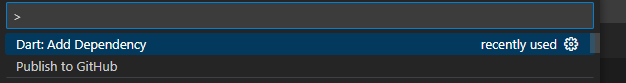 >
Dart: Add Dependency recently used
Publish to GitHub